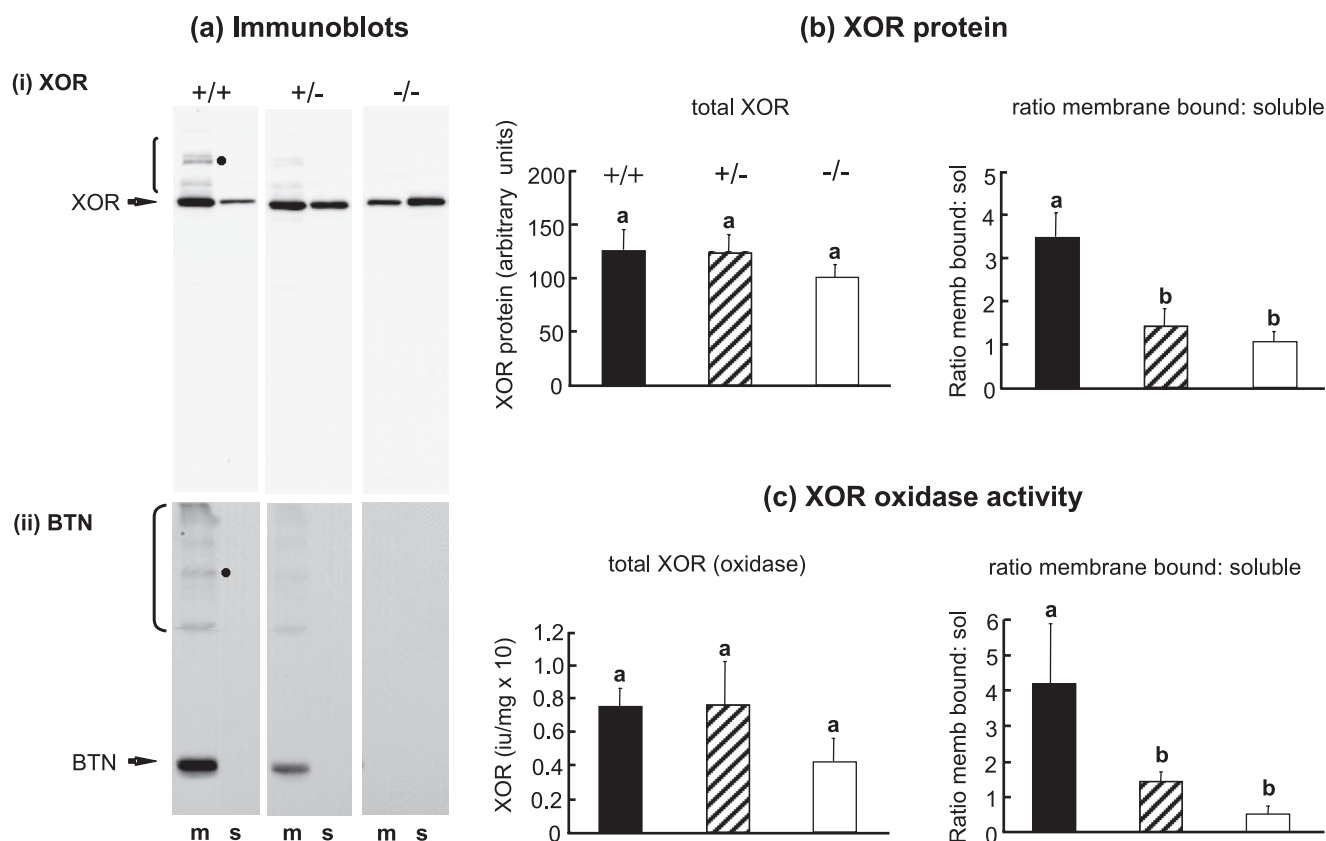 (a) Immunoblots
(i) XOR
+/+ +/- -/-
XOR
(ii) BTN
BTN
m s m s m s
(b) XOR protein
total XOR
XOR protein (arbitrary units)
200
150
100
50
0
+/+ +/- -/-
a a a
ratio membrane bound: soluble
Ratio memb bound: sol
5
4
3
2
1
0
a b b
(c) XOR oxidase activity
total XOR (oxidase)
XOR (iu/mg x 10)
1.2
1.0
0.8
0.6
0.4
0.2
0
a a a
ratio membrane bound: soluble
Ratio memb bound: sol
6
5
4
3
2
1
0
a b b